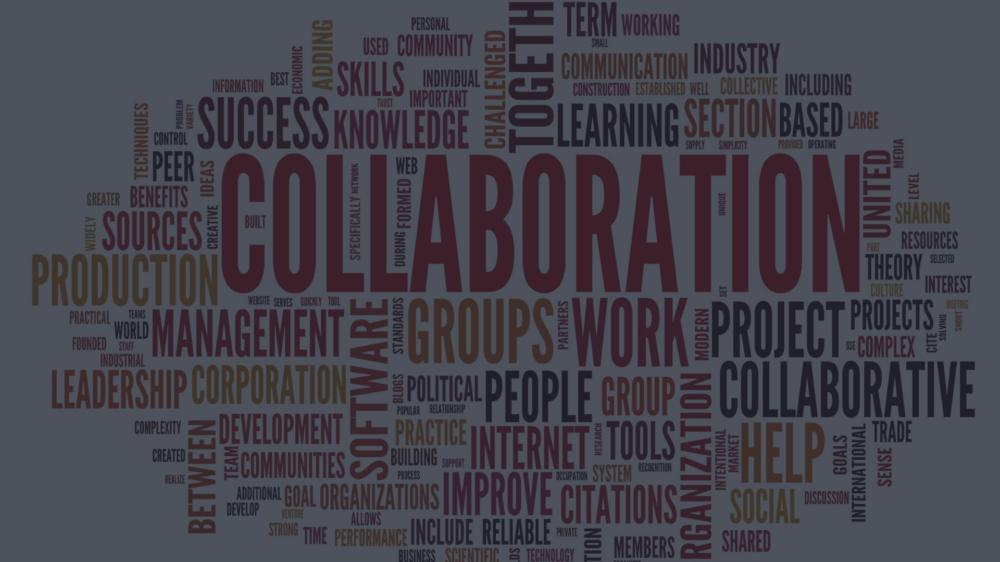 TOGETH
TERM
WORKING
PERSONAL
ADDING
USED
COMMUNITY
SMALL
CHALLENGED
COMMUNICATION
INDUSTRY
ECONOMIC
SKILLS
INDIVIDUAL
BEST
INFORMATION
CONSTRUCTION
ESTABLISHED
WELL
COLLECTIVE
INCLUDING
TRUST
IMPORTANT
TECHNIQUES
PROBLEM
VARIETY
SUCCESS
KNOWLEDGE
LEARNING
SECTION
BASED
LARGE
CONTROL
SUPPLY
SIMPLICITY
PROVIDED
OPERATING
PEER
IDEAS
COLLABORATION
WEB
NETWORK
SPECIFICALLY
FORMED
DURING
UNIQUE
UNITED
MEDIA
LEVEL
GREATER
BENEFITS
SHARING
WIDELY
SOURCES
CREATIVE
BUILT
RESOURCES
PART
PRODUCTION
THEORY
SELECTED
SET
CULTURE
INTEREST
WEBSITE
SERVES
QUICKLY
TOOL
MEETING
PRACTICAL
TEAMS
WORLD
MANAGEMENT
SOFTWARE
STANDARDS
GROUPS
PARTNERS
WORK
MODERN
PROJECT
PROJECTS
SOLVING
SHORT
FOUNDED
STAFF
USE
COMPLEX
CITE
INDUSTRIAL
LEADERSHIP
CORPORATION
BLOGS
POLITICAL
PEOPLE
GROUP
ORGANIZATION
COLLABORATIVE
POPULAR
RELATIONSHIP
COMPLEXITY
BETWEEN
DEVELOPMENT
PRACTICE
INTERNET
RESEARCH
TOOLS
INTENTIONAL
MARKET
HELP
GOALS
INTERNATIONAL
TRADE
CREATED
TEAM
COMMUNITIES
BUILDING
SUPPORT
SENSE
REALIZE
PROCESS
IMPROVE
OCCUPATION
SYSTEM
RECOGNITION
ADDITIONAL
GOAL
ORGANIZATIONS
CITATIONS
SOCIAL
DISCUSSION
DEVELOP
VENTURE
ALLOWS
STRONG
TIME
PERFORMANCE
INCLUDE
RELIABLE
PRIVATE
TION
MEMBERS
SHARED
BUSINESS
SCIENTIFIC
LDS
TECHNOLOGY